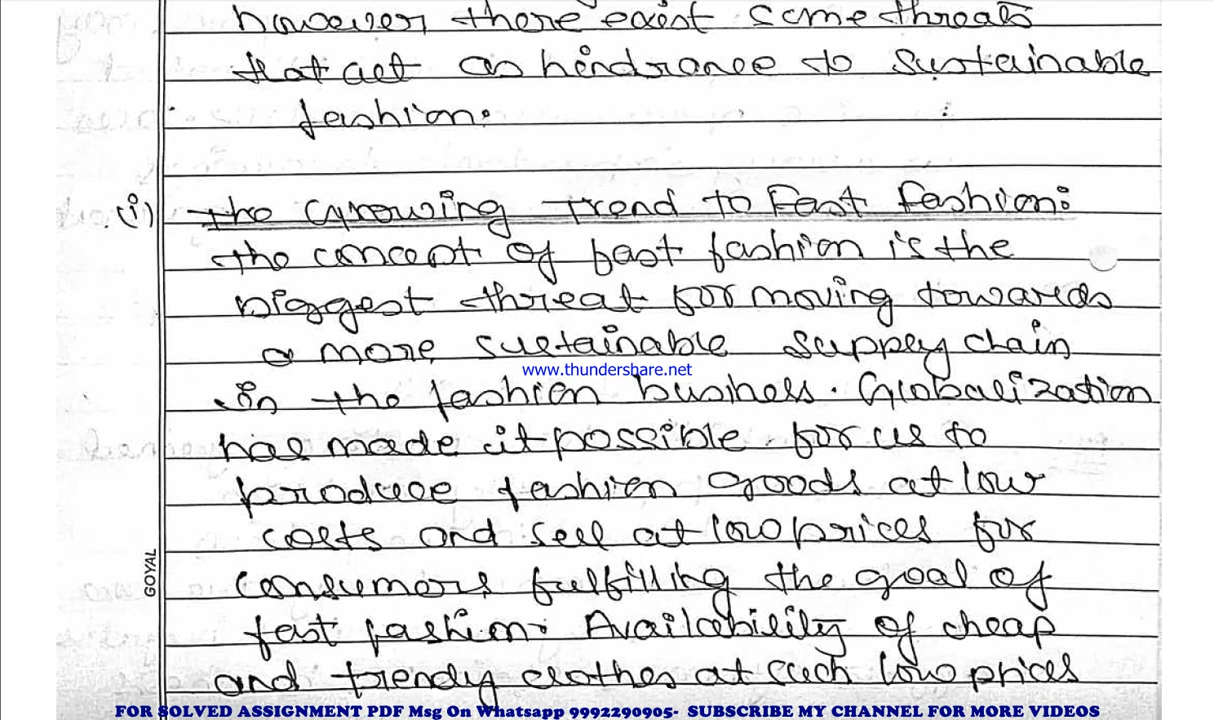 however there exist some threats
that act as hindrance to sustainable
fashion.
(i) The Growing Trend to Fast Fashion:
the concept of fast fashion is the
biggest threat for moving towards
a more sustainable supply chain
www.thundershare.net
in the fashion business. Globalization
has made it possible for us to
produce fashion goods at low
costs and sell at low prices for
consumers fulfilling the goal of
fast fashion. Availability of cheap
and trendy clothes at such low prices
GOYAL
FOR SOLVED ASSIGNMENT PDF Msg On Whatsapp 9992290905- SUBSCRIBE MY CHANNEL FOR MORE VIDEOS